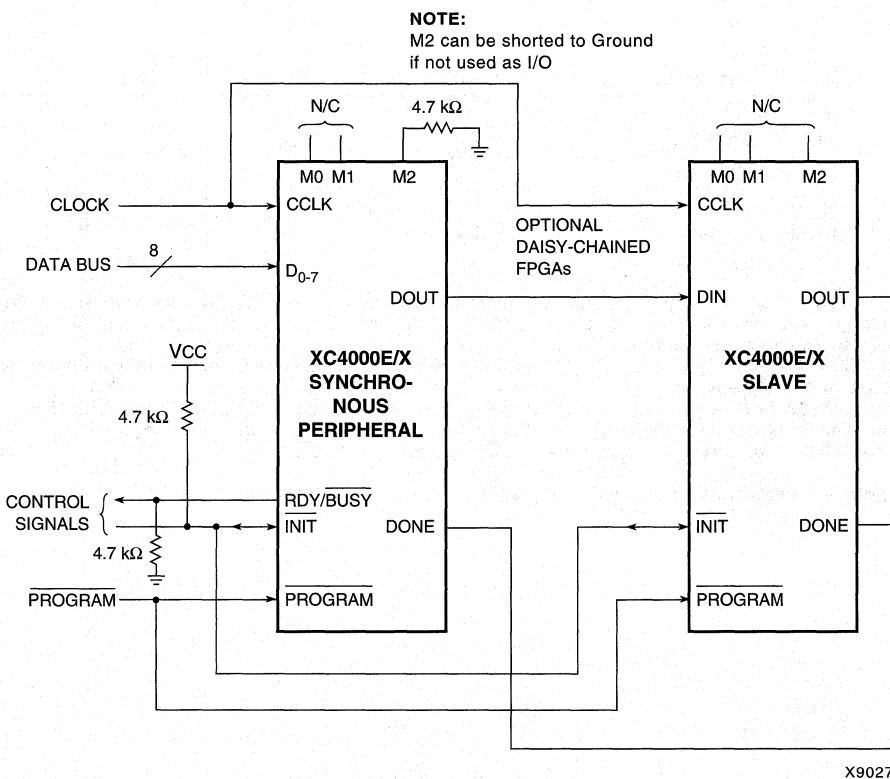 NOTE:
M2 can be shorted to Ground
if not used as I/O
N/C
4.7 kΩ
N/C
M0 M1 M2
M0 M1 M2
CLOCK
CCLK
CCLK
OPTIONAL
DAISY-CHAINED
FPGAs
8
DATA BUS
D0-7
DOUT
DIN
DOUT
VCC
XC4000E/X
SYNCHRO-
NOUS
PERIPHERAL
XC4000E/X
SLAVE
4.7 kΩ
CONTROL
SIGNALS
RDY/BUSY
INIT
DONE
INIT
DONE
4.7 kΩ
PROGRAM
PROGRAM
PROGRAM
X9027